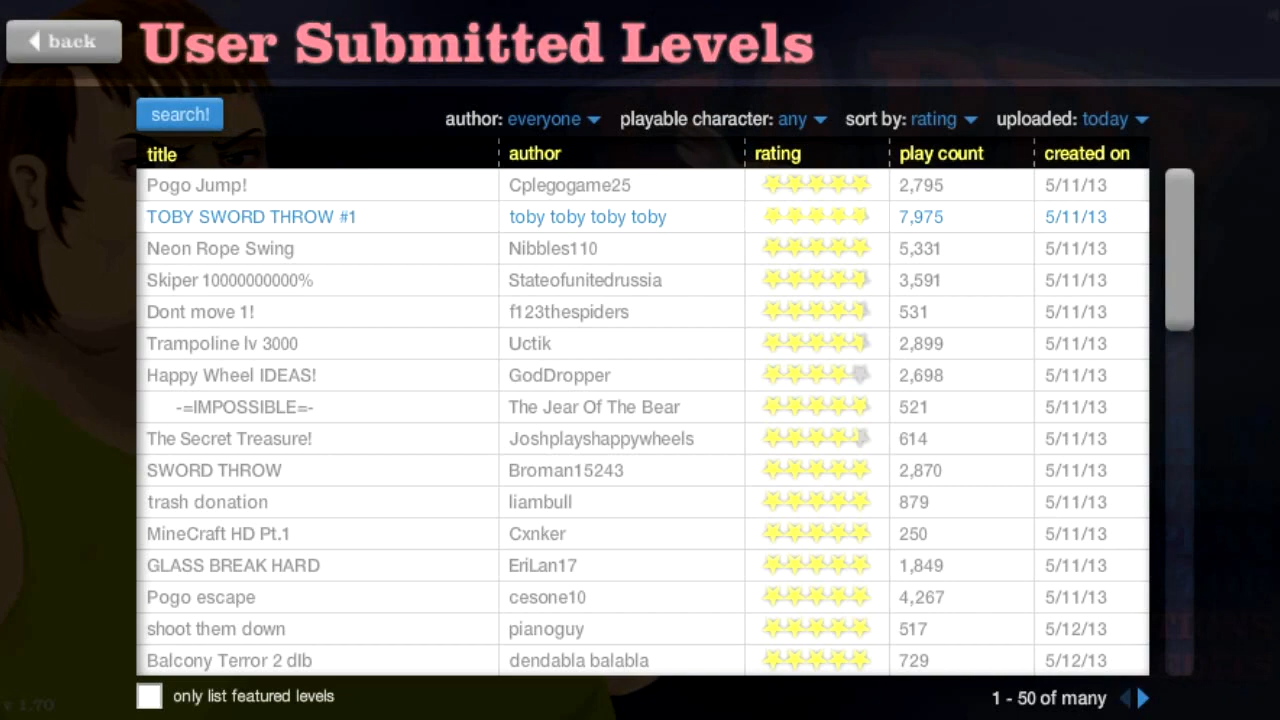 back
User Submitted Levels
search!
author: everyone playable character: any sort by: rating uploaded: today
title author rating play count created on
Pogo Jump! Cplegogame25 2,795 5/11/13
TOBY SWORD THROW #1 toby toby toby toby 7,975 5/11/13
Neon Rope Swing Nibbles110 5,331 5/11/13
Skiper 10000000000% Stateofunitedrussia 3,591 5/11/13
Dont move 1! f123thespiders 531 5/11/13
Trampoline lv 3000 Uctik 2,899 5/11/13
Happy Wheel IDEAS! GodDropper 2,698 5/11/13
-=IMPOSSIBLE=- The Jear Of The Bear 521 5/11/13
The Secret Treasure! Joshplayshappywheels 614 5/11/13
SWORD THROW Broman15243 2,870 5/11/13
trash donation liambull 879 5/11/13
MineCraft HD Pt.1 Cxnker 250 5/11/13
GLASS BREAK HARD EriLan17 1,849 5/11/13
Pogo escape cesone10 4,267 5/11/13
shoot them down pianoguy 517 5/12/13
Balcony Terror 2 dlb dendabla balabla 729 5/12/13
only list featured levels
1 - 50 of many
v 1.70